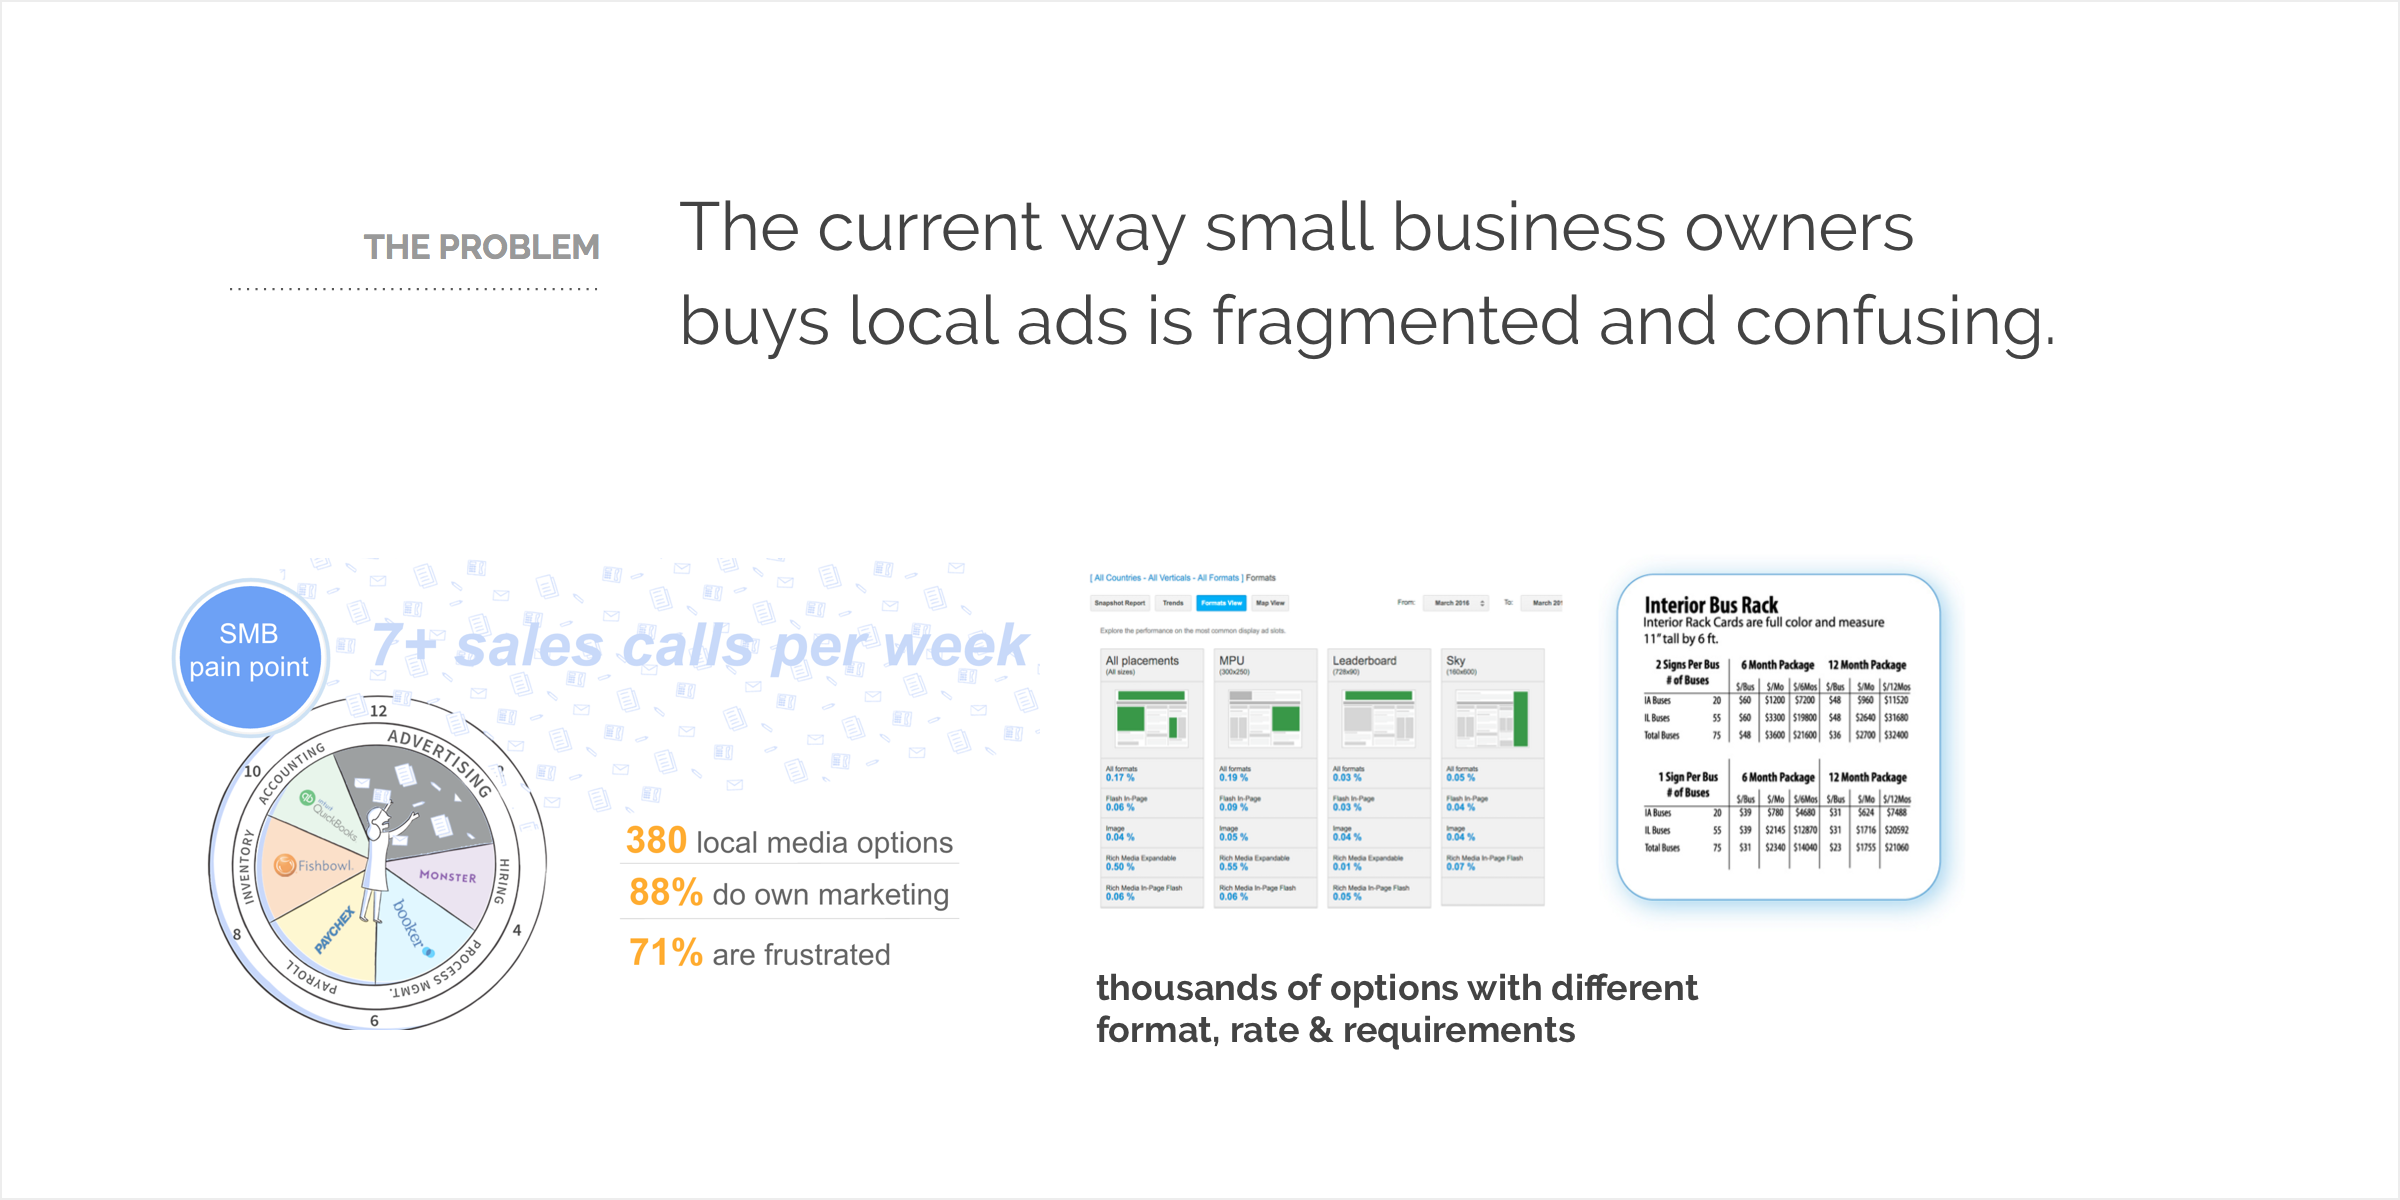 THE PROBLEM
The current way small business owners
buys local ads is fragmented and confusing.
SMB
pain point
7+ sales calls per week
12
10
8
6
4
ADVERTISING
ACCOUNTING
INVENTORY
PAYROLL
PROCESS MGMT.
HIRING
intuit
QuickBooks
Fishbowl.
PAYCHEX
booker
MONSTER
380 local media options
88% do own marketing
71% are frustrated
[ All Countries - All Verticals - All Formats ] Formats
Snapshot Report Trends Formats View Map View From: March 2016 To: March 201
Explore the performance on the most common display ad slots.
All placements
(All sizes)
All formats
0.17 %
Flash In-Page
0.06 %
Image
0.04 %
Rich Media Expandable
0.50 %
Rich Media In-Page Flash
0.06 %
MPU
(300x250)
All formats
0.19 %
Flash In-Page
0.09 %
Image
0.05 %
Rich Media Expandable
0.55 %
Rich Media In-Page Flash
0.06 %
Leaderboard
(728x90)
All formats
0.03 %
Flash In-Page
0.03 %
Image
0.04 %
Rich Media Expandable
0.01 %
Rich Media In-Page Flash
0.05 %
Sky
(160x600)
All formats
0.05 %
Flash In-Page
0.04 %
Image
0.04 %
Rich Media In-Page Flash
0.07 %
Interior Bus Rack
Interior Rack Cards are full color and measure
11" tall by 6 ft.
2 Signs Per Bus 6 Month Package 12 Month Package
# of Buses $/Bus $/Mo $/6Mos $/Bus $/Mo $/12Mos
IA Buses 20 $60 $1200 $7200 $48 $960 $11520
IL Buses 55 $60 $3300 $19800 $48 $2640 $31680
Total Buses 75 $48 $3600 $21600 $36 $2700 $32400
1 Sign Per Bus 6 Month Package 12 Month Package
# of Buses $/Bus $/Mo $/6Mos $/Bus $/Mo $/12Mos
IA Buses 20 $39 $780 $4680 $31 $624 $7488
IL Buses 55 $39 $2145 $12870 $31 $1716 $20592
Total Buses 75 $31 $2340 $14040 $23 $1755 $21060
thousands of options with different
format, rate & requirements